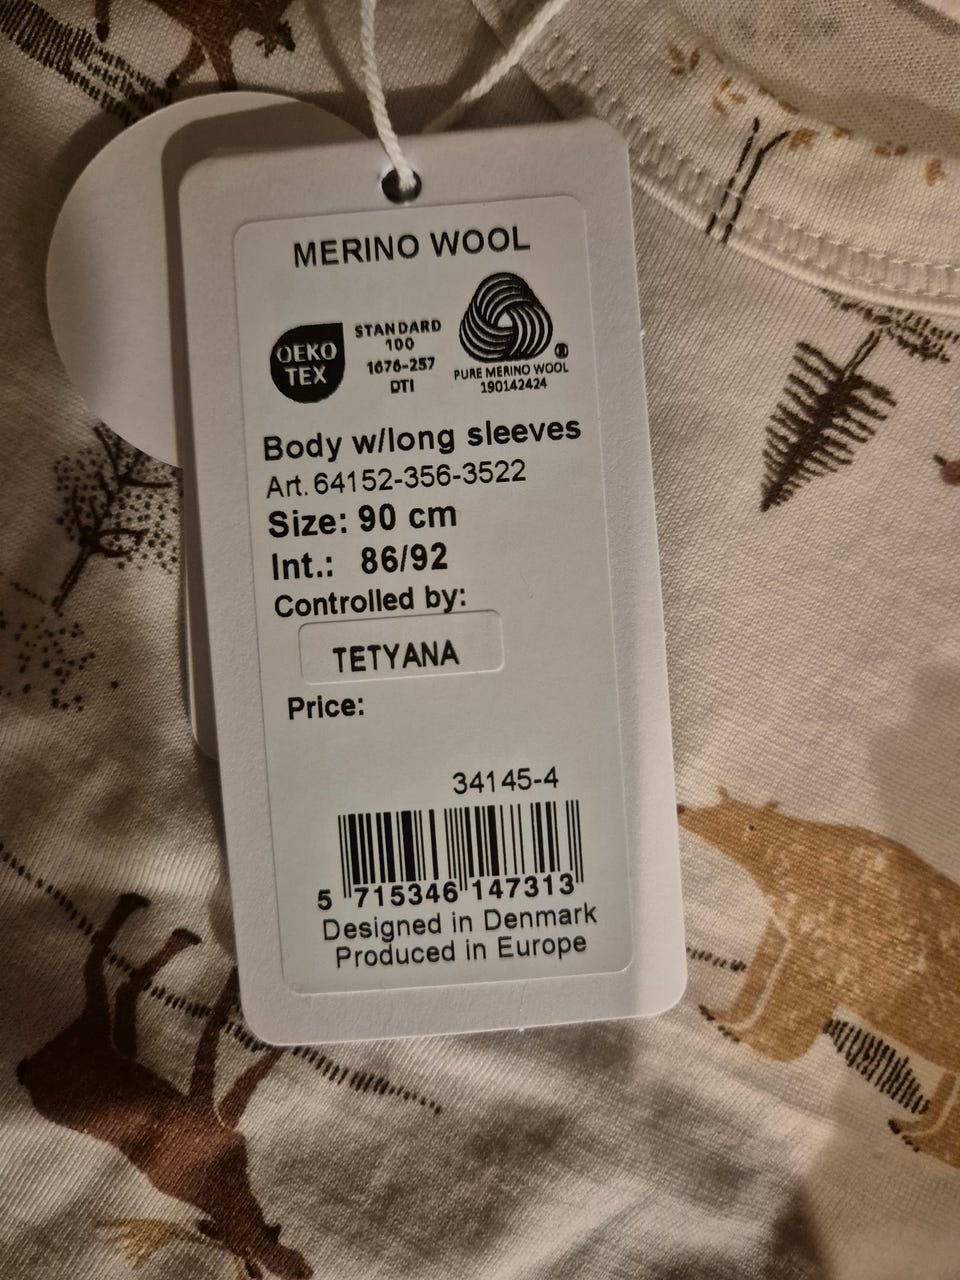 MERINO WOOL
OEKO
TEX
STANDARD
100
1676-257
DTI
®
PURE MERINO WOOL
190142424
Body w/long sleeves
Art. 64152-356-3522
Size: 90 cm
Int.: 86/92
Controlled by:
TETYANA
Price:
34145-4
5 715346 147313
Designed in Denmark
Produced in Europe